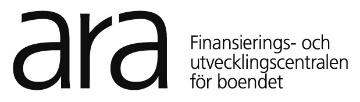 ara
Finansierings- och
utvecklingscentralen
för boendet